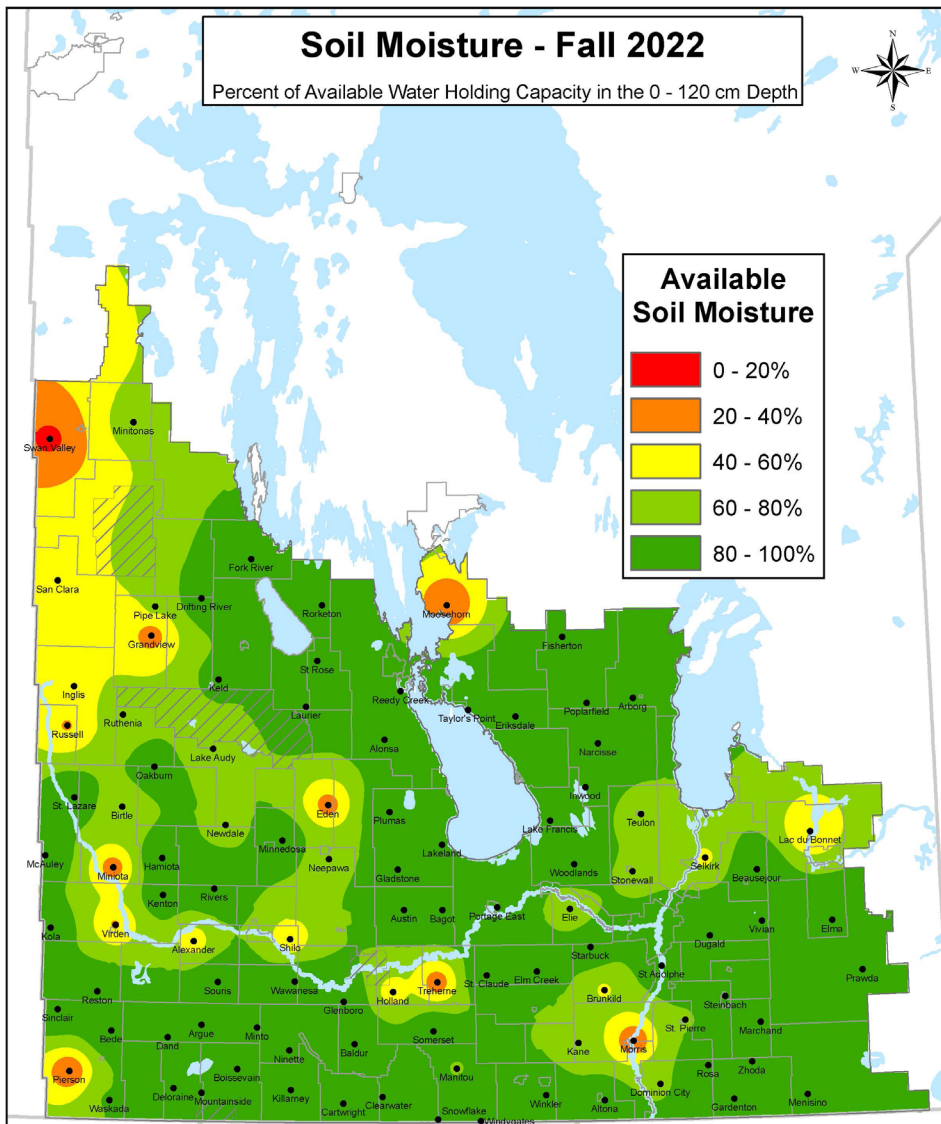 Soil Moisture - Fall 2022
Percent of Available Water Holding Capacity in the 0 - 120 cm Depth
N
W
E
S
Available
Soil Moisture
0 - 20%
20 - 40%
40 - 60%
60 - 80%
80 - 100%
Minitonas
Swan Valley
Fork River
San Clara
Drifting River
Pipe Lake
Rorketon
Moosehorn
Grandview
Fisherton
St Rose
Keld
Inglis
Reedy Creek
Ruthenia
Laurier
Taylor's Point
Eriksdale
Poplarfield
Arborg
Russell
Lake Audy
Alonsa
Narcisse
Oakburn
St. Lazare
Birtle
Eden
Plumas
Inwood
Newdale
Lake Francis
Teulon
Lac du Bonnet
Minnedosa
Lakeland
McAuley
Miniota
Hamiota
Neepawa
Gladstone
Woodlands
Stonewall
Selkirk
Beausejour
Kenton
Rivers
Austin
Bagot
Portage East
Elie
Kola
Virden
Alexander
Shilo
Vivian
Elma
Dugald
Starbuck
Reston
Souris
Wawanesa
Holland
Treherne
St. Claude
Elm Creek
St Adolphe
Prawda
Sinclair
Glenboro
Brunkild
Steinbach
Bede
Dand
Argue
Minto
Somerset
St. Pierre
Marchand
Ninette
Baldur
Kane
Morris
Pierson
Boissevain
Manitou
Rosa
Zhoda
Waskada
Deloraine
Mountainside
Killarney
Cartwright
Clearwater
Winkler
Altona
Dominion City
Gardenton
Menisino
Snowflake
Windygates